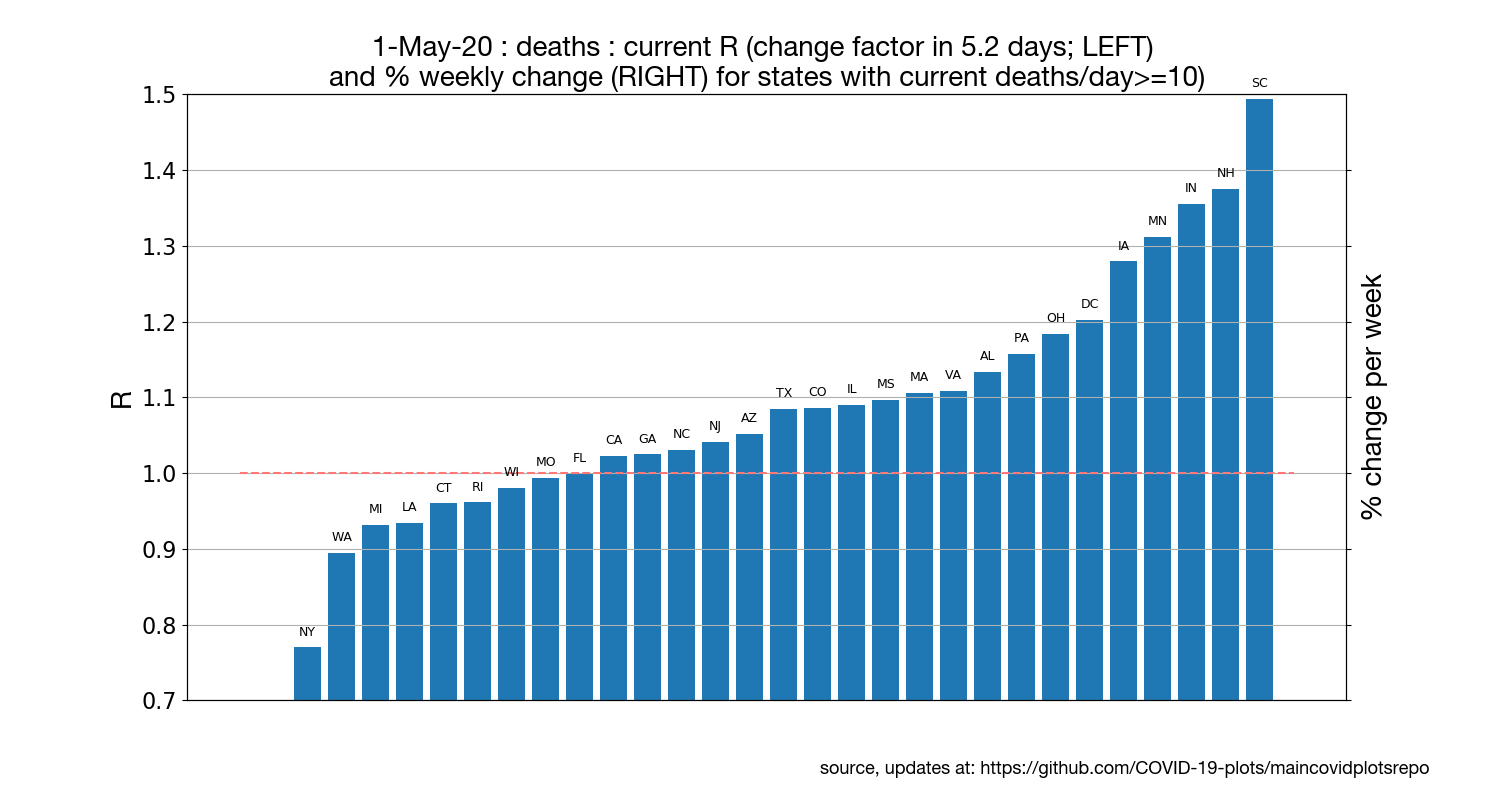 1-May-20 : deaths : current R (change factor in 5.2 days; LEFT)
and % weekly change (RIGHT) for states with current deaths/day>=10)
SC
1.5
1.4
1.3
1.2
1.1
1.0
0.9
0.8
0.7
R
NY
WA
MI
LA
CT
RI
WI
MO
FL
CA
GA
NC
NJ
AZ
TX
CO
IL
MS
MA
VA
AL
PA
OH
DC
IA
MN
IN
NH
% change per week
source, updates at: https://github.com/COVID-19-plots/maincovidplotsrepo